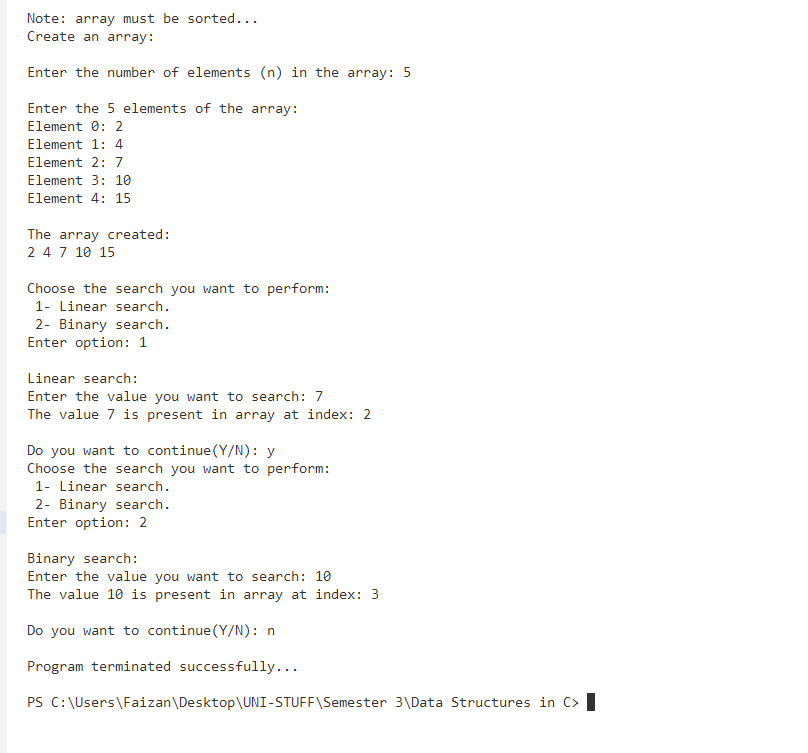 Note: array must be sorted...
Create an array:
Enter the number of elements (n) in the array: 5
Enter the 5 elements of the array:
Element 0: 2
Element 1: 4
Element 2: 7
Element 3: 10
Element 4: 15
The array created:
2 4 7 10 15
Choose the search you want to perform:
1- Linear search.
2- Binary search.
Enter option: 1
Linear search:
Enter the value you want to search: 7
The value 7 is present in array at index: 2
Do you want to continue(Y/N): y
Choose the search you want to perform:
1- Linear search.
2- Binary search.
Enter option: 2
Binary search:
Enter the value you want to search: 10
The value 10 is present in array at index: 3
Do you want to continue(Y/N): n
Program terminated successfully...
PS C:\Users\Faizan\Desktop\UNI-STUFF\Semester 3\Data Structures in C>